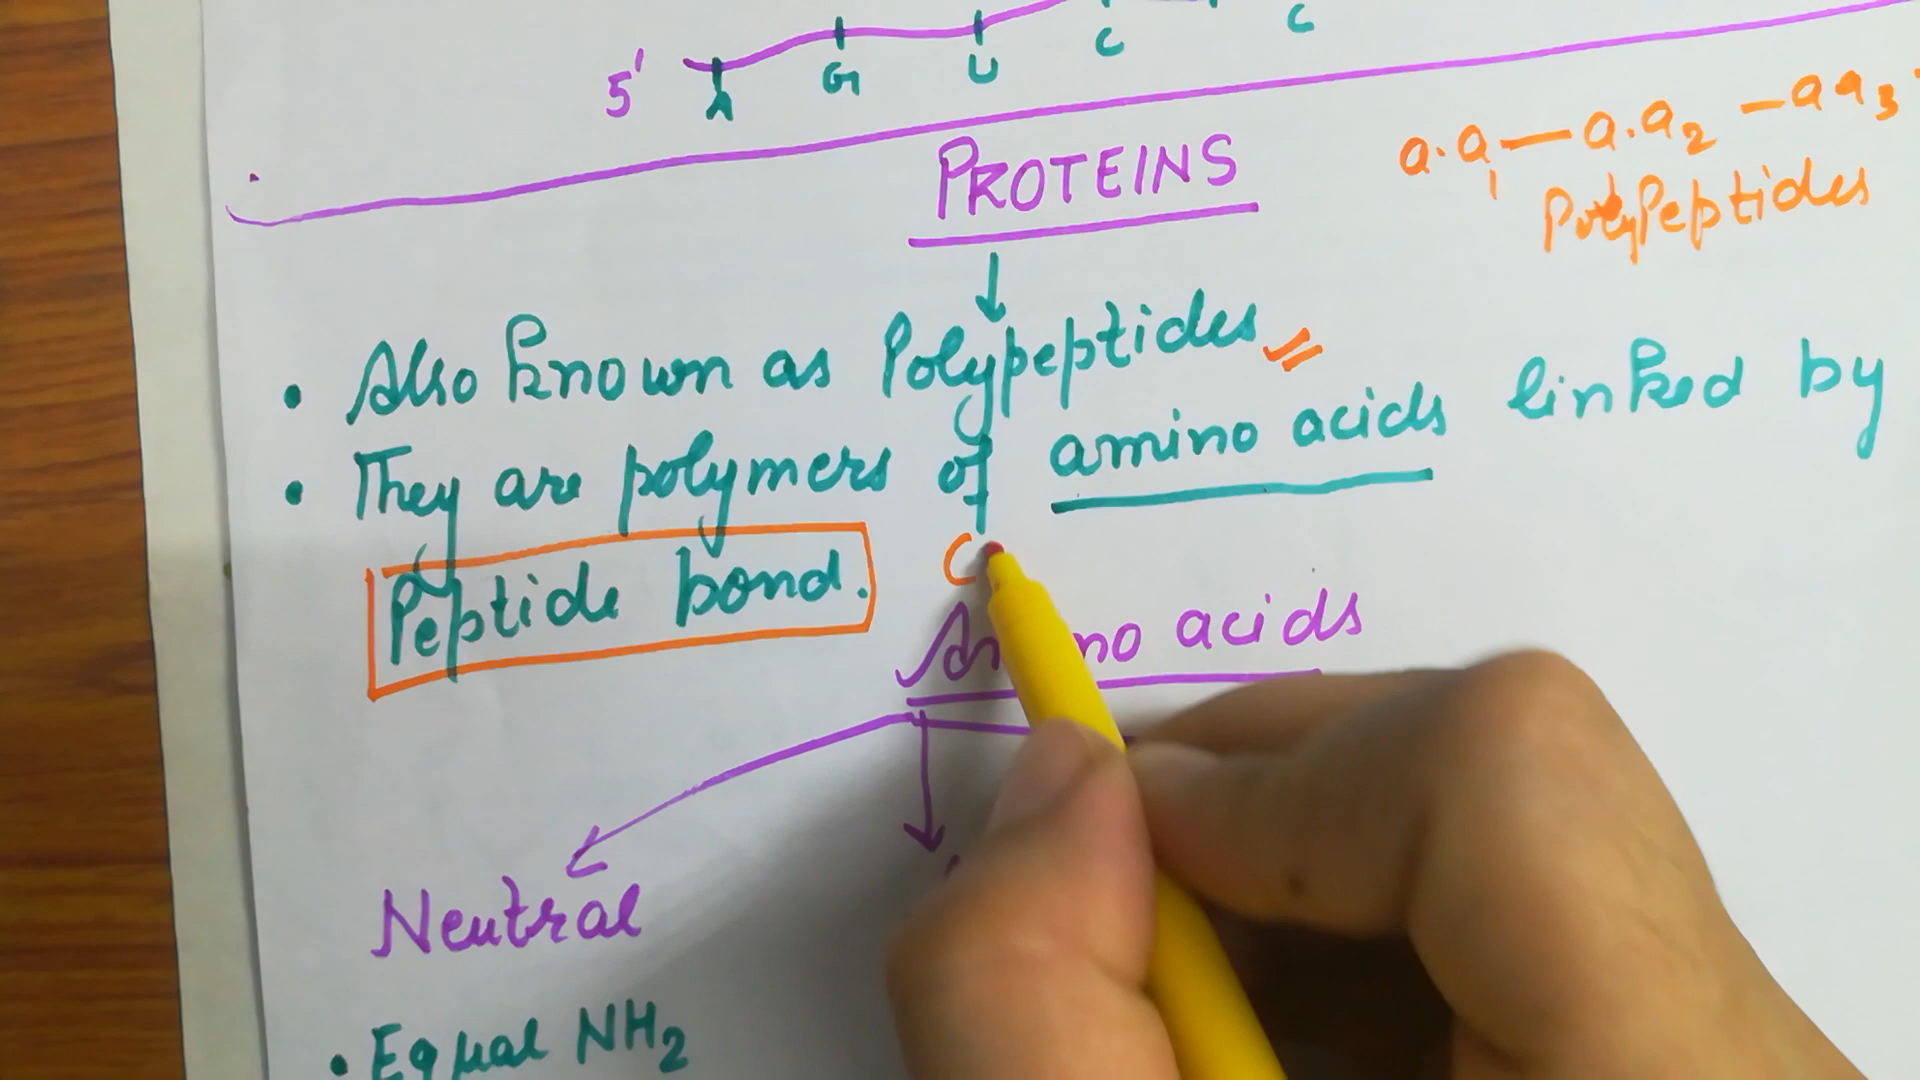 5' A G U C C
PROTEINS
a.a1 — a.a2 — aa3
PolyPeptides
• Also known as Polypeptides
• They are polymers of amino acids linked by
Peptide bond.
C
Amino acids
Neutral
• Equal NH2